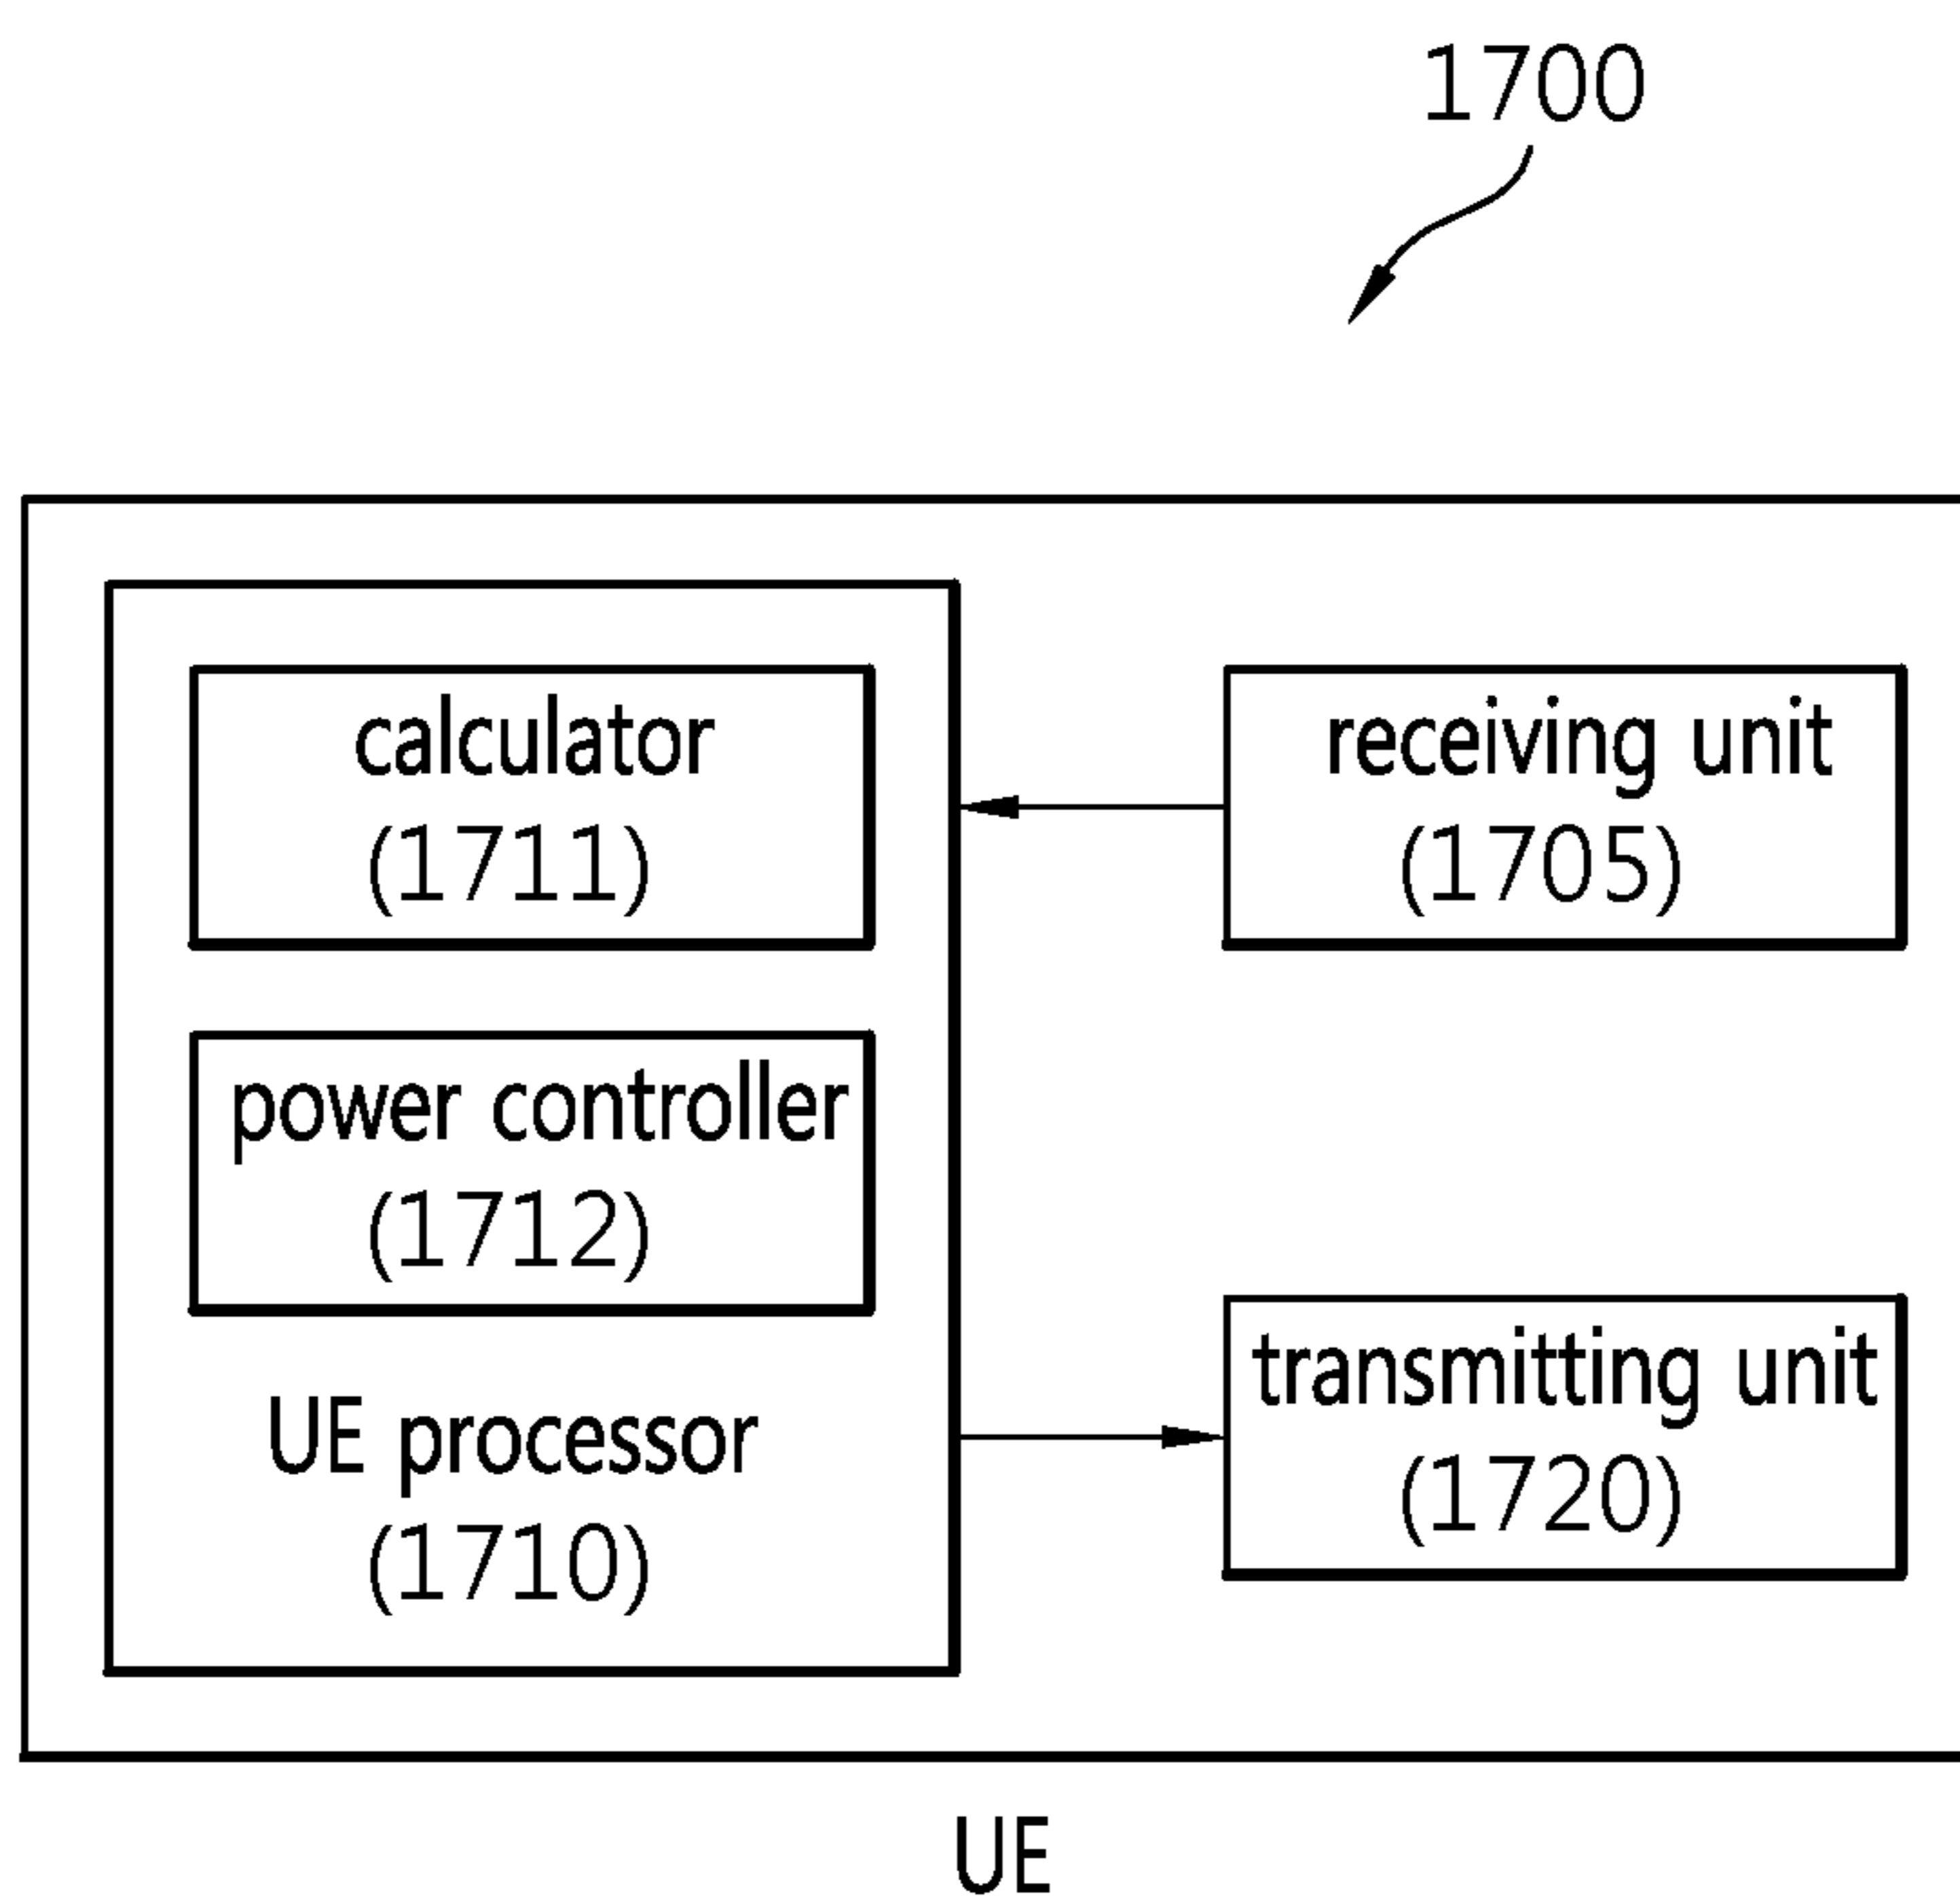 1700
calculator
(1711)
receiving unit
(1705)
power controller
(1712)
transmitting unit
(1720)
UE processor
(1710)
UE